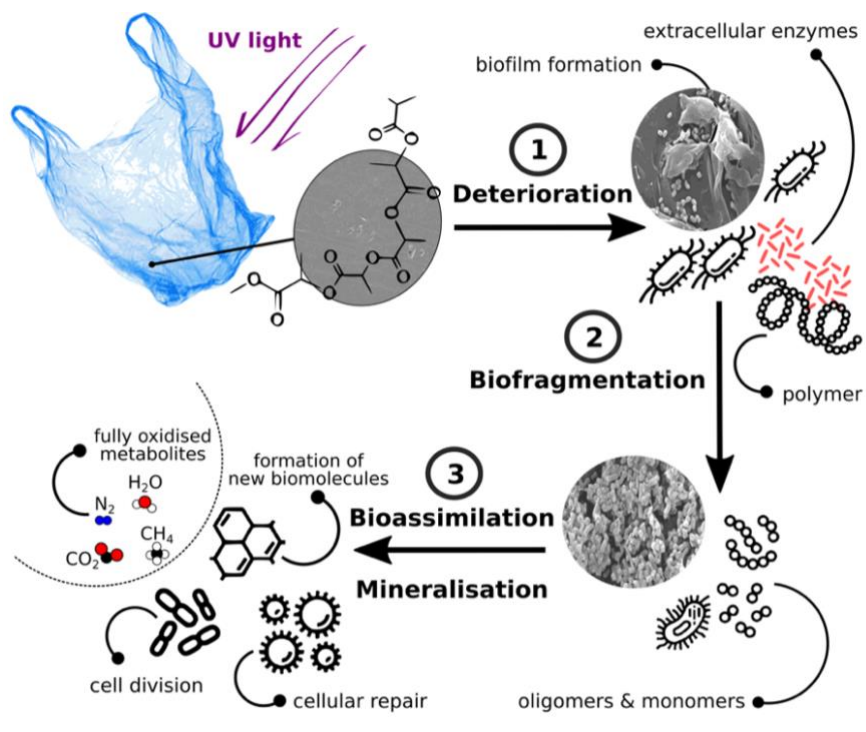 UV light
extracellular enzymes
biofilm formation
O
O
O
O
O
O
O
O
O
O
1
Deterioration
2
Biofragmentation
polymer
fully oxidised
metabolites
H₂O
N₂
CH₄
CO₂
formation of
new biomolecules
3
Bioassimilation
Mineralisation
cell division
cellular repair
oligomers & monomers